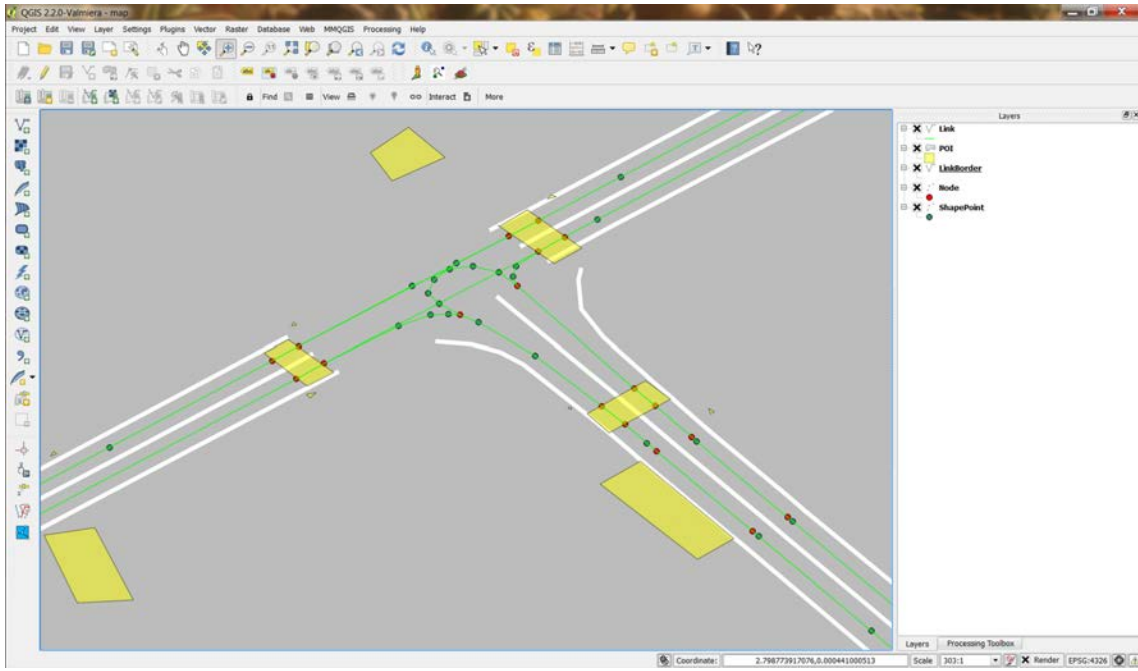 QGIS 2.2.0-Valmiera - map
Project Edit View Layer Settings Plugins Vector Raster Database Web MMQGIS Processing Help
Find View Interact More
Layers
Link
POI
LinkBorder
Node
ShapePoint
Layers Processing Toolbox
Coordinate: 2.798773917076,0.000441000513 Scale 303:1 Render EPSG:4326